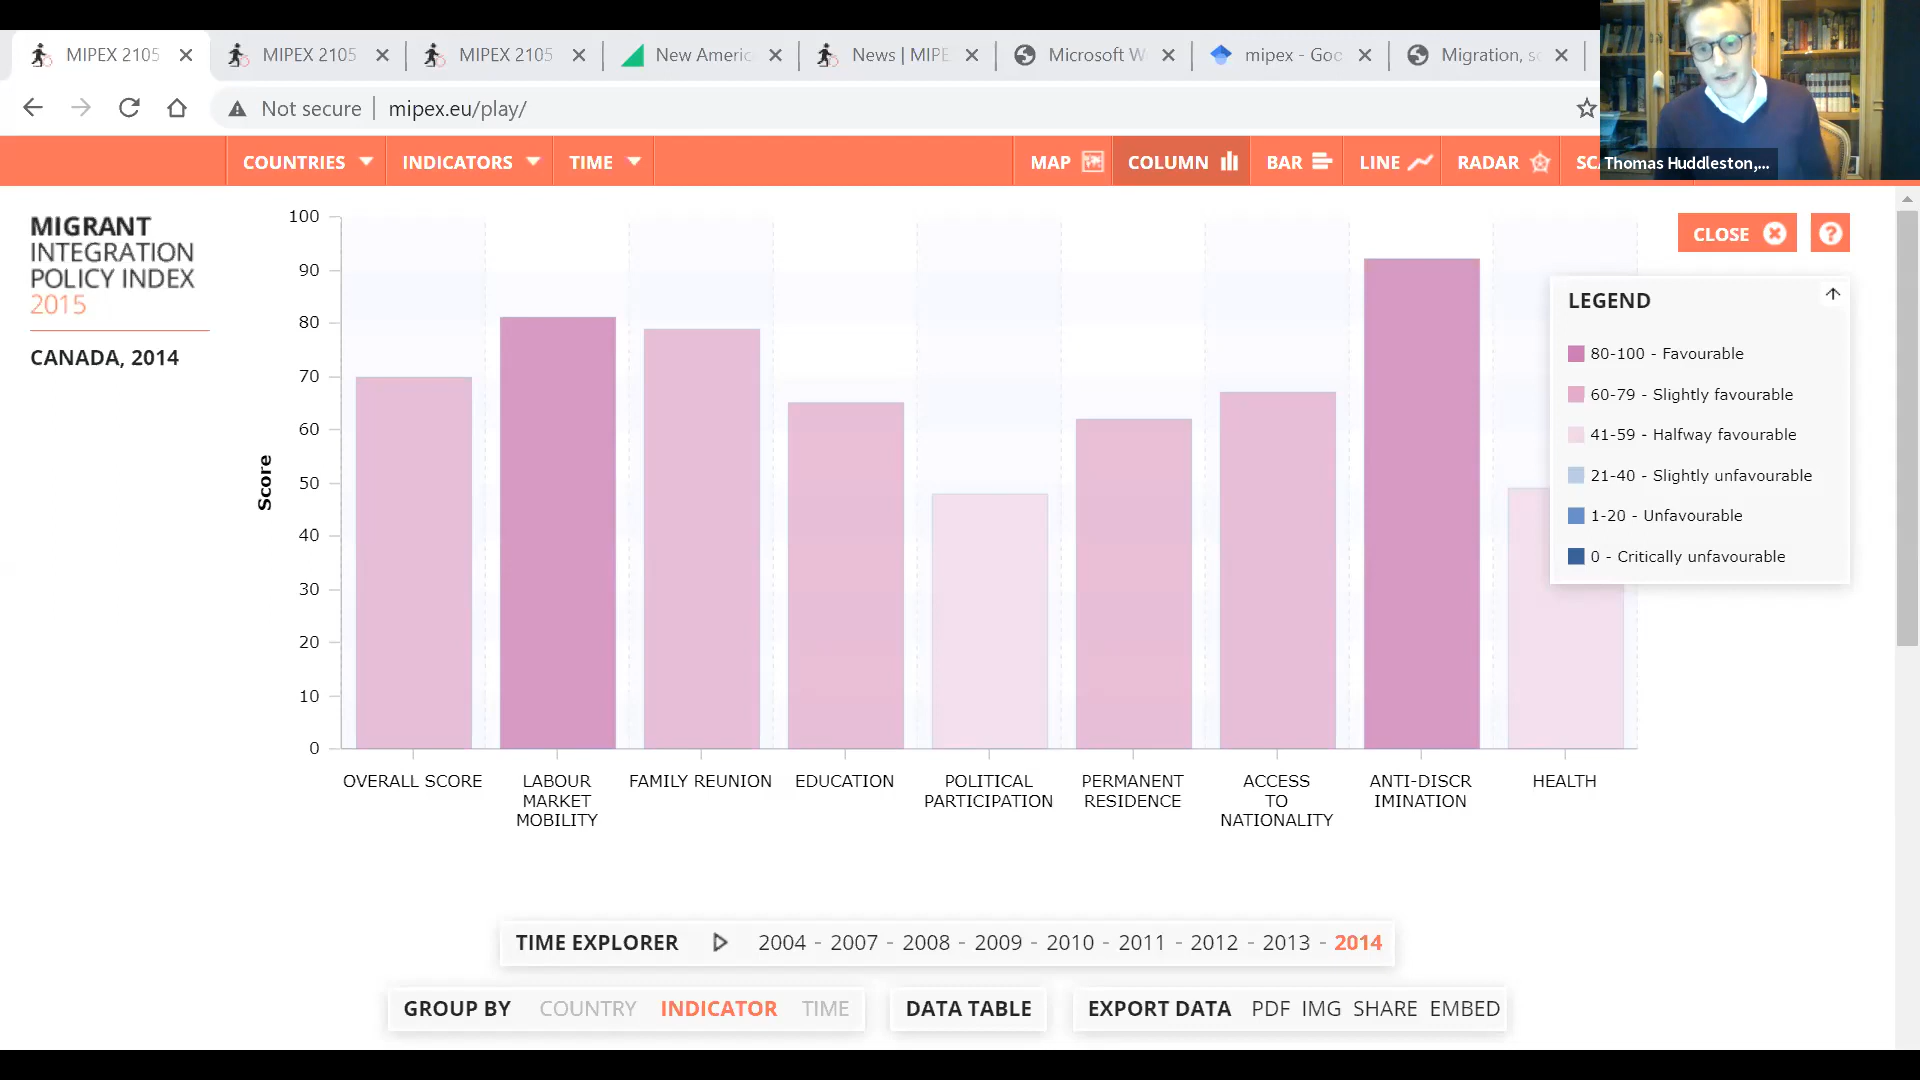 MIPEX 2105
MIPEX 2105
MIPEX 2105
New Americ
News | MIPE
Microsoft W
mipex - Goo
Migration, so
Not secure | mipex.eu/play/
COUNTRIES INDICATORS TIME MAP COLUMN BAR LINE RADAR SCA
Thomas Huddleston,...
MIGRANT
INTEGRATION
POLICY INDEX
2015
CANADA, 2014
CLOSE ?
Score
100
90
80
70
60
50
40
30
20
10
0
LEGEND
80-100 - Favourable
60-79 - Slightly favourable
41-59 - Halfway favourable
21-40 - Slightly unfavourable
1-20 - Unfavourable
0 - Critically unfavourable
OVERALL SCORE
LABOUR
MARKET
MOBILITY
FAMILY REUNION
EDUCATION
POLITICAL
PARTICIPATION
PERMANENT
RESIDENCE
ACCESS
TO
NATIONALITY
ANTI-DISCR
IMINATION
HEALTH
TIME EXPLORER 2004 - 2007 - 2008 - 2009 - 2010 - 2011 - 2012 - 2013 - 2014
GROUP BY COUNTRY INDICATOR TIME DATA TABLE EXPORT DATA PDF IMG SHARE EMBED